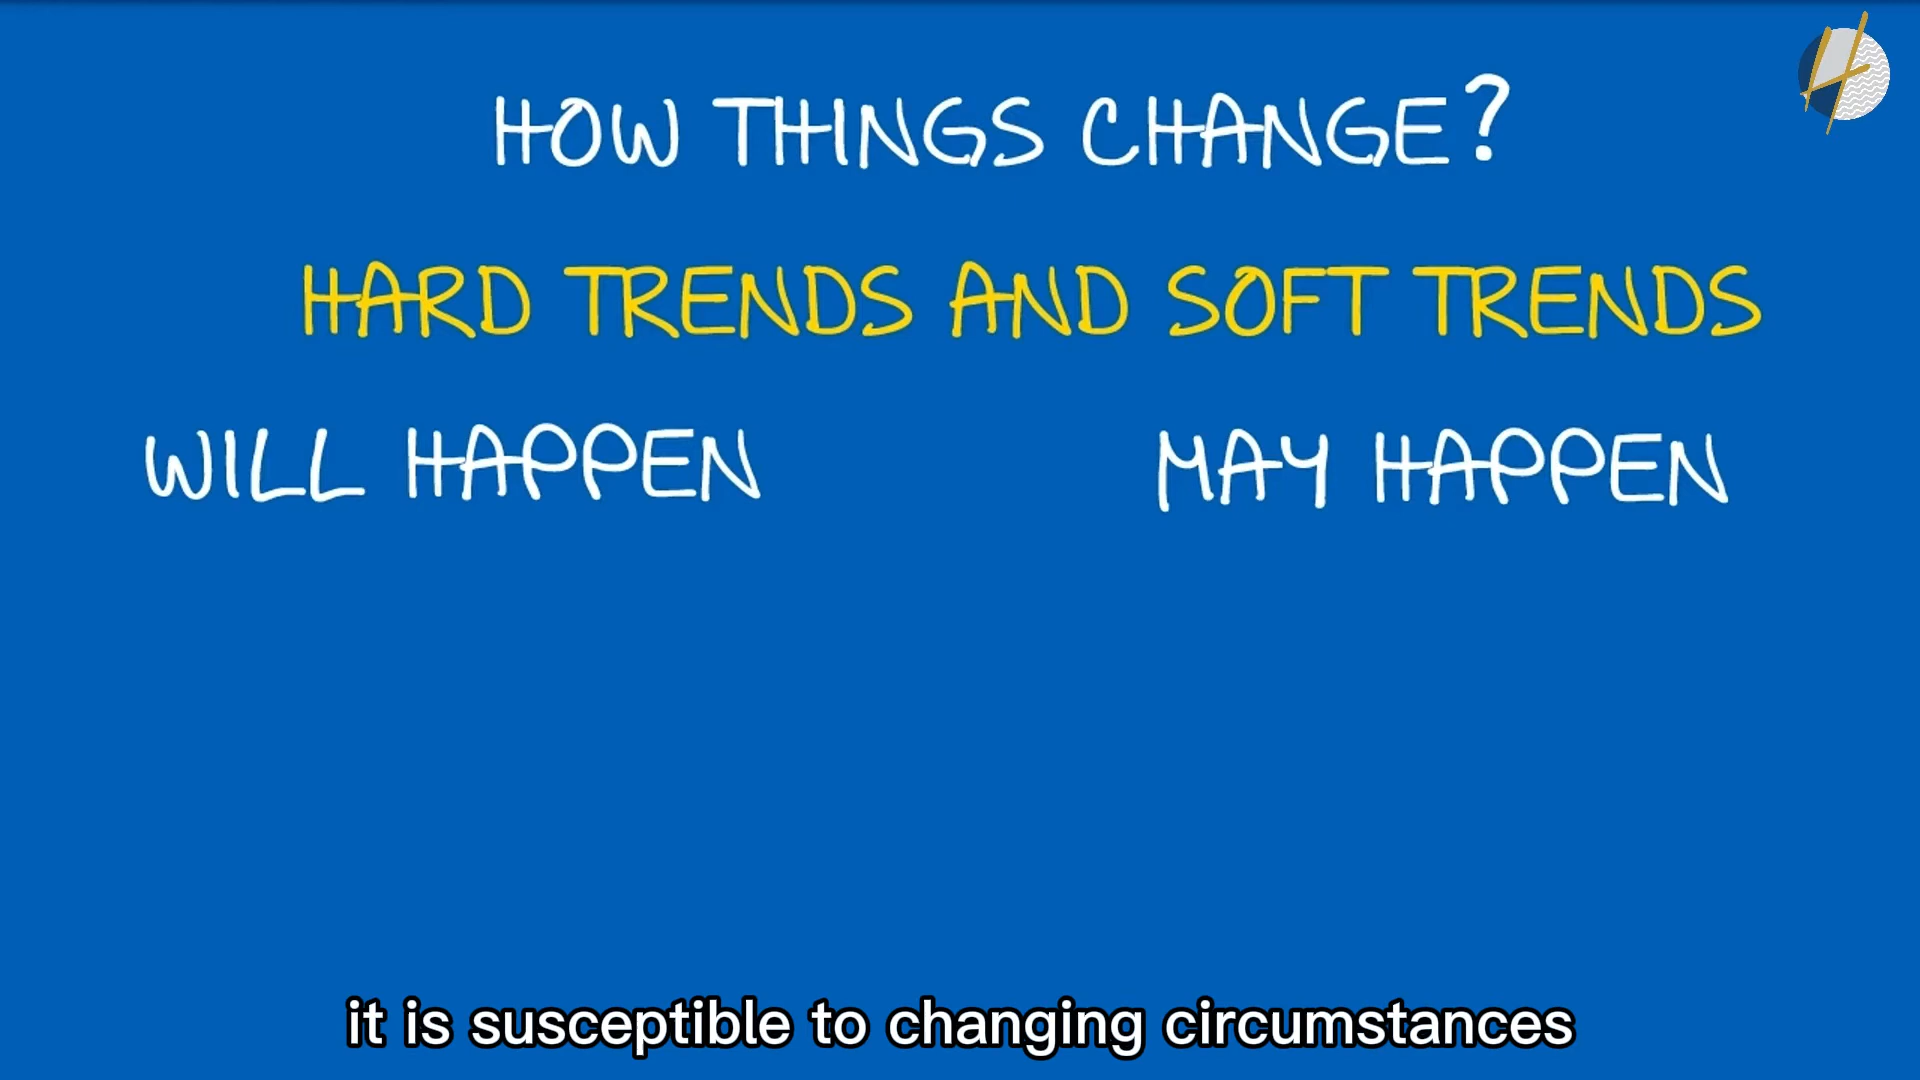 HOW THINGS CHANGE?
HARD TRENDS AND SOFT TRENDS
WILL HAPPEN MAY HAPPEN
it is susceptible to changing circumstances